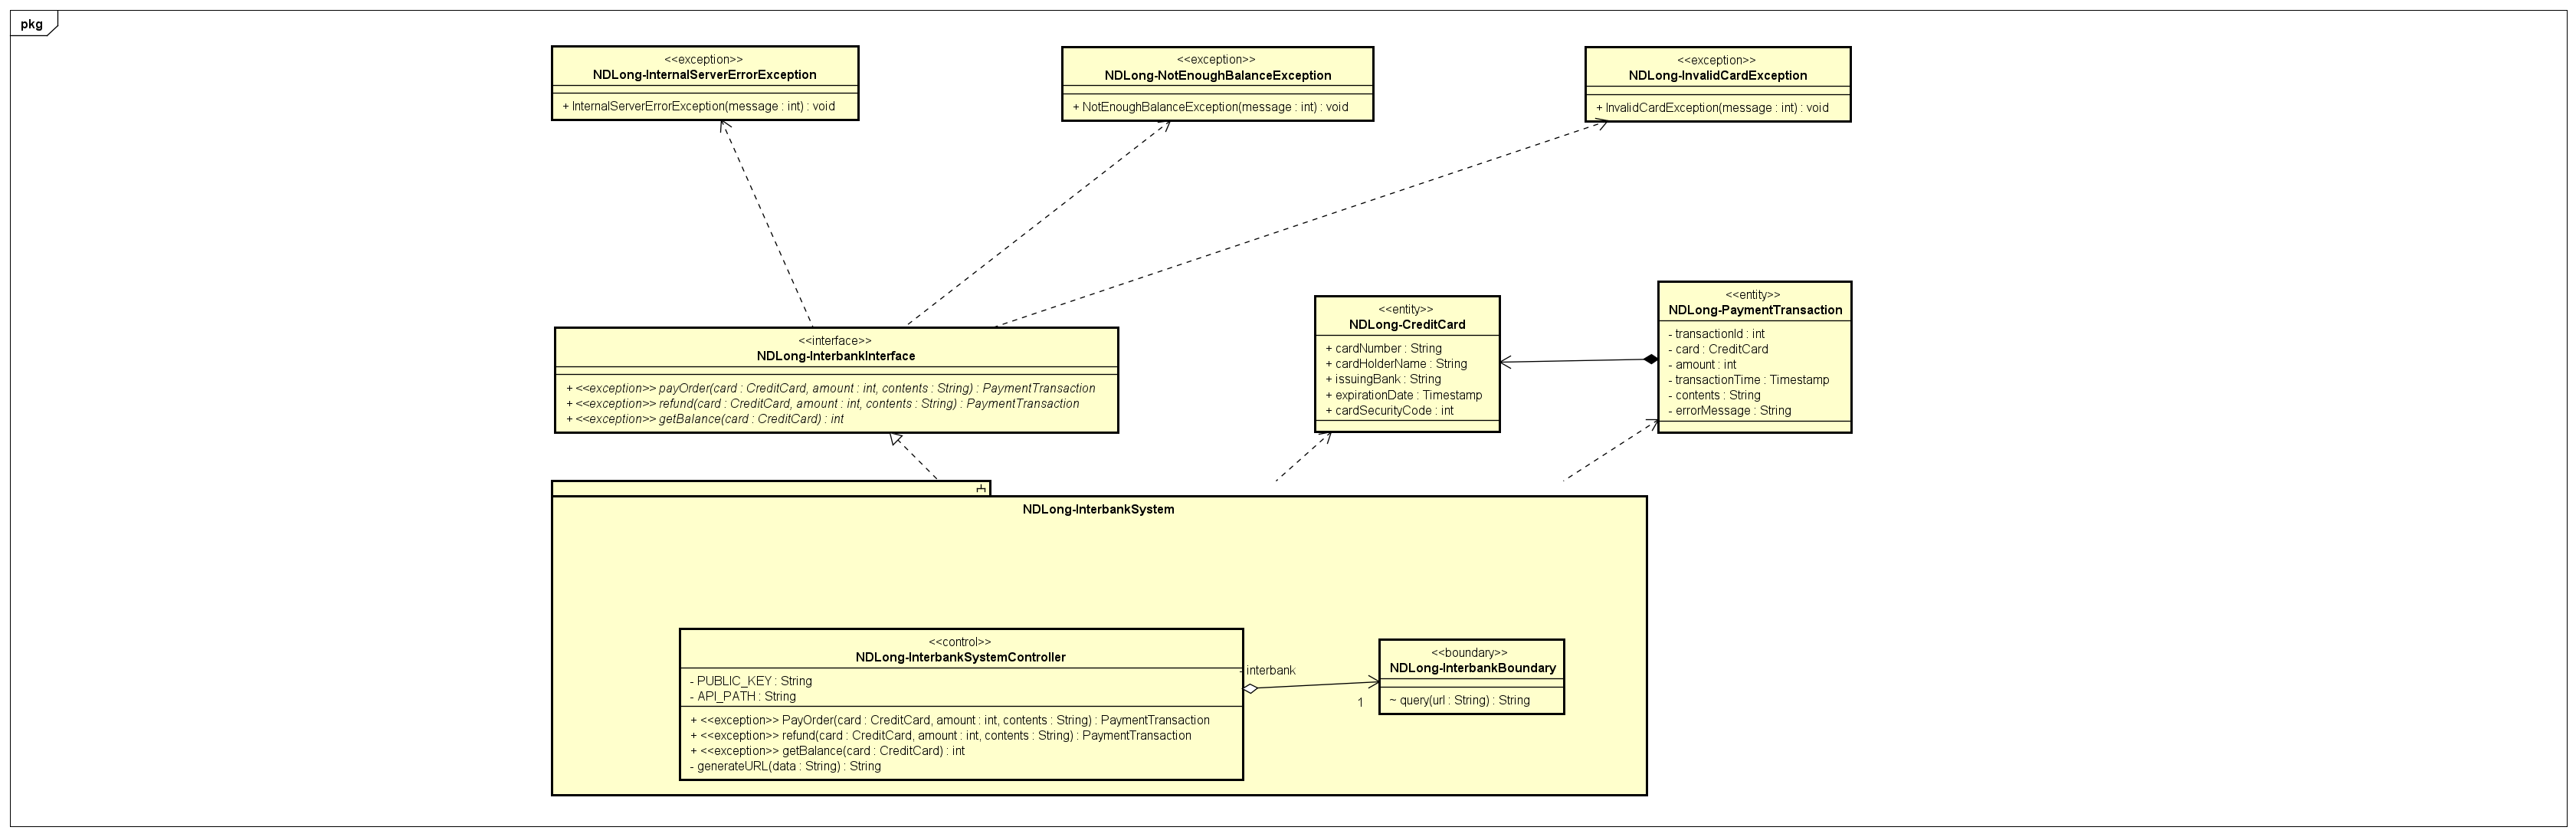 pkg
<<exception>>
NDLong-InternalServerErrorException
+ InternalServerErrorException(message : int) : void
<<exception>>
NDLong-NotEnoughBalanceException
+ NotEnoughBalanceException(message : int) : void
<<exception>>
NDLong-InvalidCardException
+ InvalidCardException(message : int) : void
<<interface>>
NDLong-InterbankInterface
+ <<exception>> payOrder(card : CreditCard, amount : int, contents : String) : PaymentTransaction
+ <<exception>> refund(card : CreditCard, amount : int, contents : String) : PaymentTransaction
+ <<exception>> getBalance(card : CreditCard) : int
<<entity>>
NDLong-CreditCard
+ cardNumber : String
+ cardHolderName : String
+ issuingBank : String
+ expirationDate : Timestamp
+ cardSecurityCode : int
<<entity>>
NDLong-PaymentTransaction
- transactionId : int
- card : CreditCard
- amount : int
- transactionTime : Timestamp
- contents : String
- errorMessage : String
NDLong-InterbankSystem
<<control>>
NDLong-InterbankSystemController
- PUBLIC_KEY : String
- API_PATH : String
+ <<exception>> PayOrder(card : CreditCard, amount : int, contents : String) : PaymentTransaction
+ <<exception>> refund(card : CreditCard, amount : int, contents : String) : PaymentTransaction
+ <<exception>> getBalance(card : CreditCard) : int
- generateURL(data : String) : String
- interbank
1
<<boundary>>
NDLong-InterbankBoundary
~ query(url : String) : String